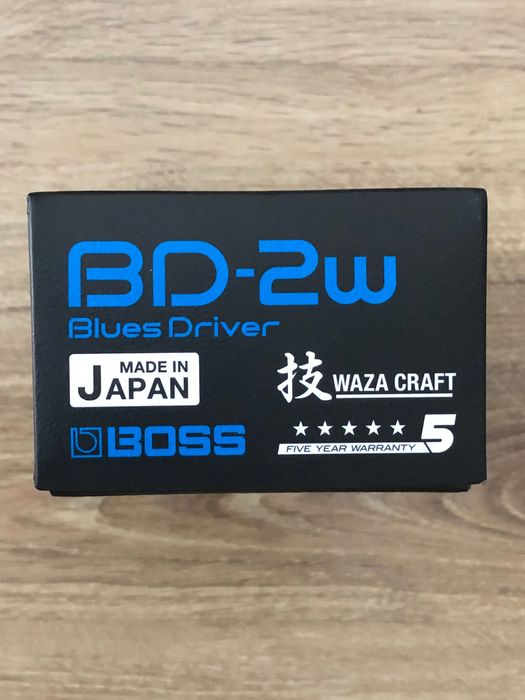 BD-2w
Blues Driver
MADE IN
JAPAN
技 WAZA CRAFT
BOSS
★★★★★
FIVE YEAR WARRANTY 5